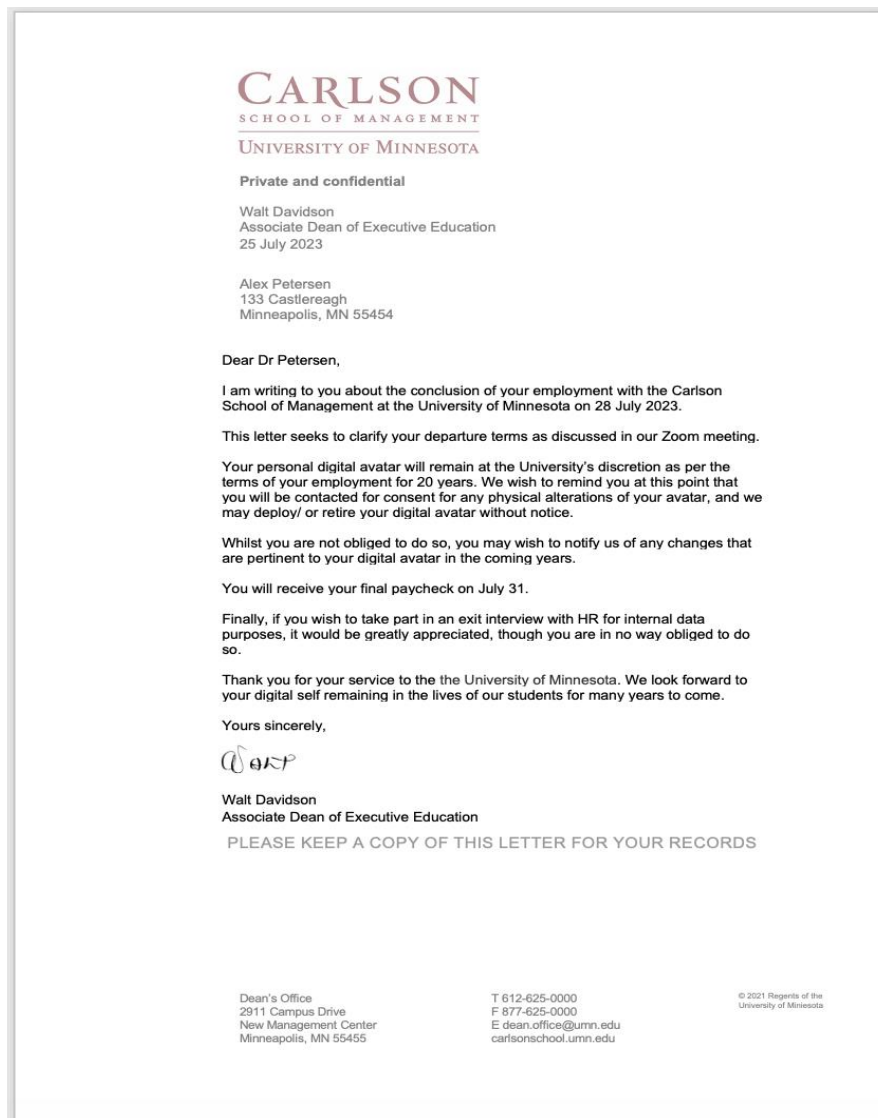 CARLSON
SCHOOL OF MANAGEMENT
UNIVERSITY OF MINNESOTA
Private and confidential
Walt Davidson
Associate Dean of Executive Education
25 July 2023
Alex Petersen
133 Castlereagh
Minneapolis, MN 55454
Dear Dr Petersen,
I am writing to you about the conclusion of your employment with the Carlson
School of Management at the University of Minnesota on 28 July 2023.
This letter seeks to clarify your departure terms as discussed in our Zoom meeting.
Your personal digital avatar will remain at the University's discretion as per the
terms of your employment for 20 years. We wish to remind you at this point that
you will be contacted for consent for any physical alterations of your avatar, and we
may deploy/ or retire your digital avatar without notice.
Whilst you are not obliged to do so, you may wish to notify us of any changes that
are pertinent to your digital avatar in the coming years.
You will receive your final paycheck on July 31.
Finally, if you wish to take part in an exit interview with HR for internal data
purposes, it would be greatly appreciated, though you are in no way obliged to do
so.
Thank you for your service to the the University of Minnesota. We look forward to
your digital self remaining in the lives of our students for many years to come.
Yours sincerely,
Walt Davidson
Associate Dean of Executive Education
PLEASE KEEP A COPY OF THIS LETTER FOR YOUR RECORDS
Dean's Office
2911 Campus Drive
New Management Center
Minneapolis, MN 55455
T 612-625-0000
F 877-625-0000
E dean.office@umn.edu
carlsonschool.umn.edu
© 2021 Regents of the
University of Miniesota